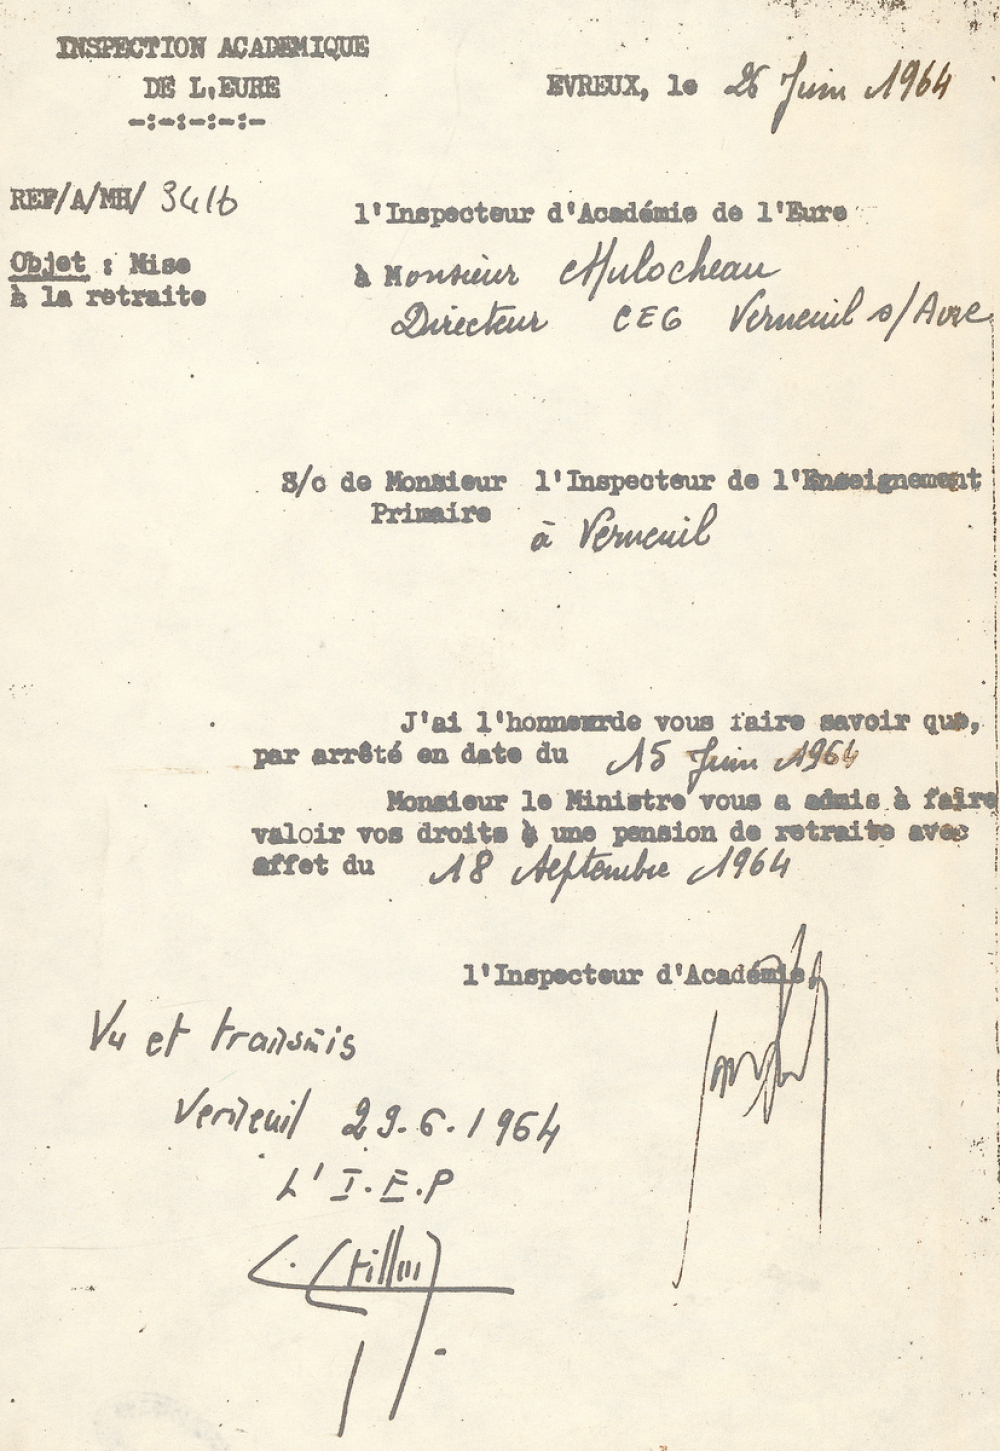 INSPECTION ACADEMIQUE
DE L.EURE
-:-:-:-:-
EVREUX, le 26 Juin 1964
REF/A/MH/ 3416
Objet : Mise
à la retraite
l'Inspecteur d'Académie de l'Eure
à Monsieur Mulocheau
Directeur CEG Verneuil s/Avre
S/c de Monsieur l'Inspecteur de l'Enseignement
Primaire
à Verneuil
J'ai l'honneurde vous faire savoir que,
par arrêté en date du 15 Juin 1964
Monsieur le Ministre vous a admis à faire
valoir vos droits à une pension de retraite avec
effet du 18 Septembre 1964
l'Inspecteur d'Académie,
Vu et transmis
Verneuil 29.6.1964
L'I.E.P